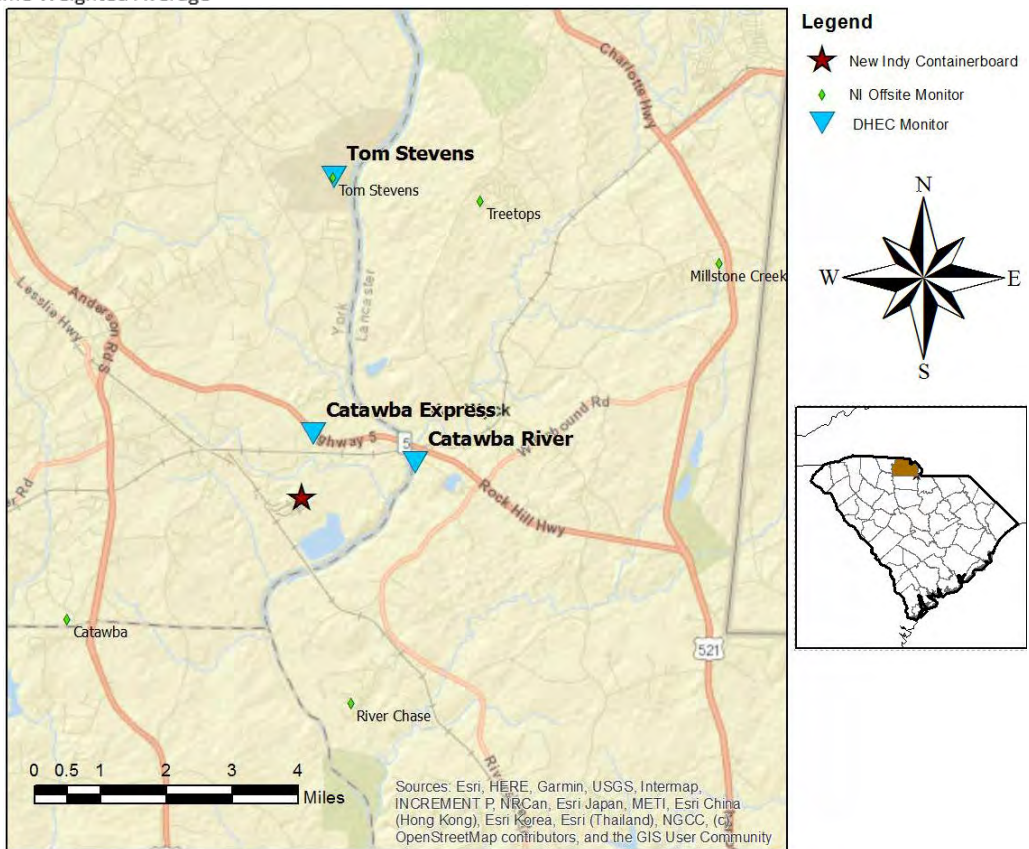 Legend
New Indy Containerboard
NI Offsite Monitor
DHEC Monitor
N
W
E
S
Charlotte Hwy
Tom Stevens
Tom Stevens
Treetops
Millstone Creek
York
Lancaster
Anderson Rd S
Lesslie Hwy
Catawba Express
Catawba River
5
Rock Hill Hwy
Catawba
521
River Chase
0 0.5 1 2 3 4
Miles
Sources: Esri, HERE, Garmin, USGS, Intermap,
INCREMENT P, NRCan, Esri Japan, METI, Esri China
(Hong Kong), Esri Korea, Esri (Thailand), NGCC, (c)
OpenStreetMap contributors, and the GIS User Community